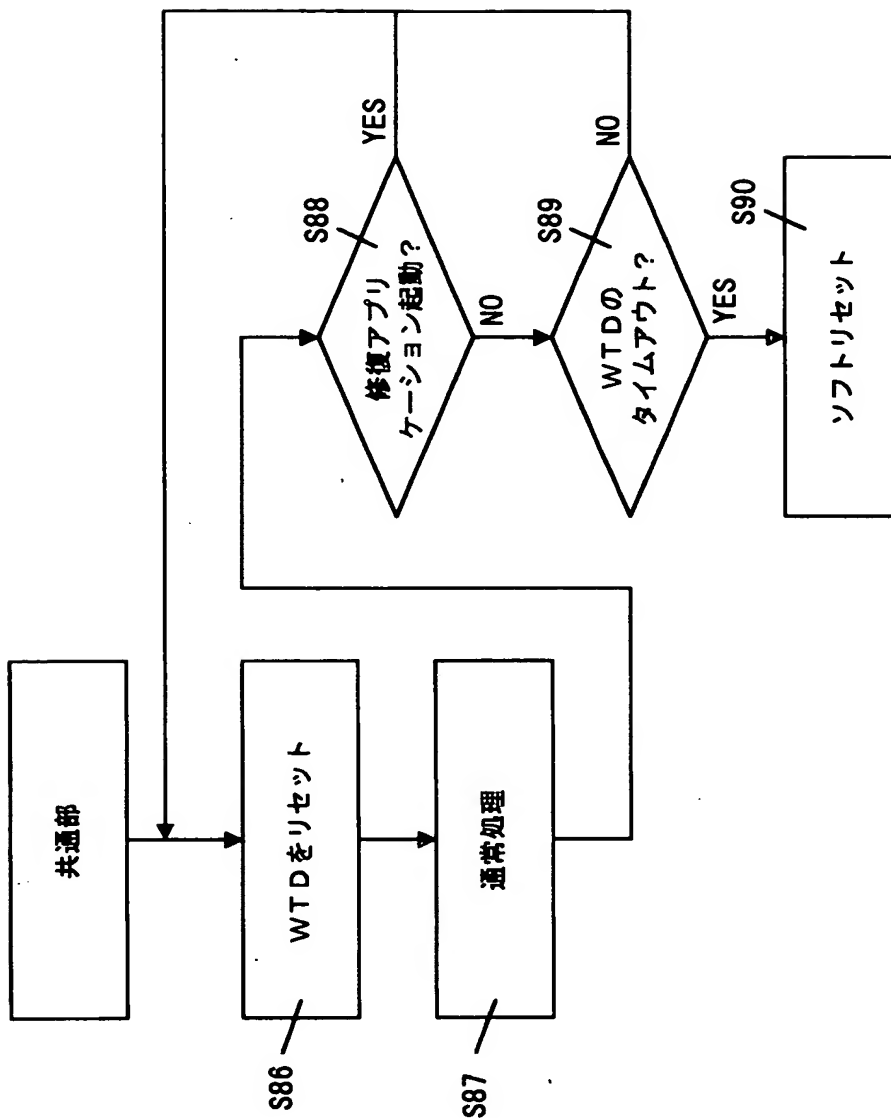 共通部
WTDをリセット
S86
通常処理
S87
修復アプリ
ケーション起動?
S88
YES
NO
WTDの
タイムアウト?
S89
NO
YES
ソフトリセット
S90